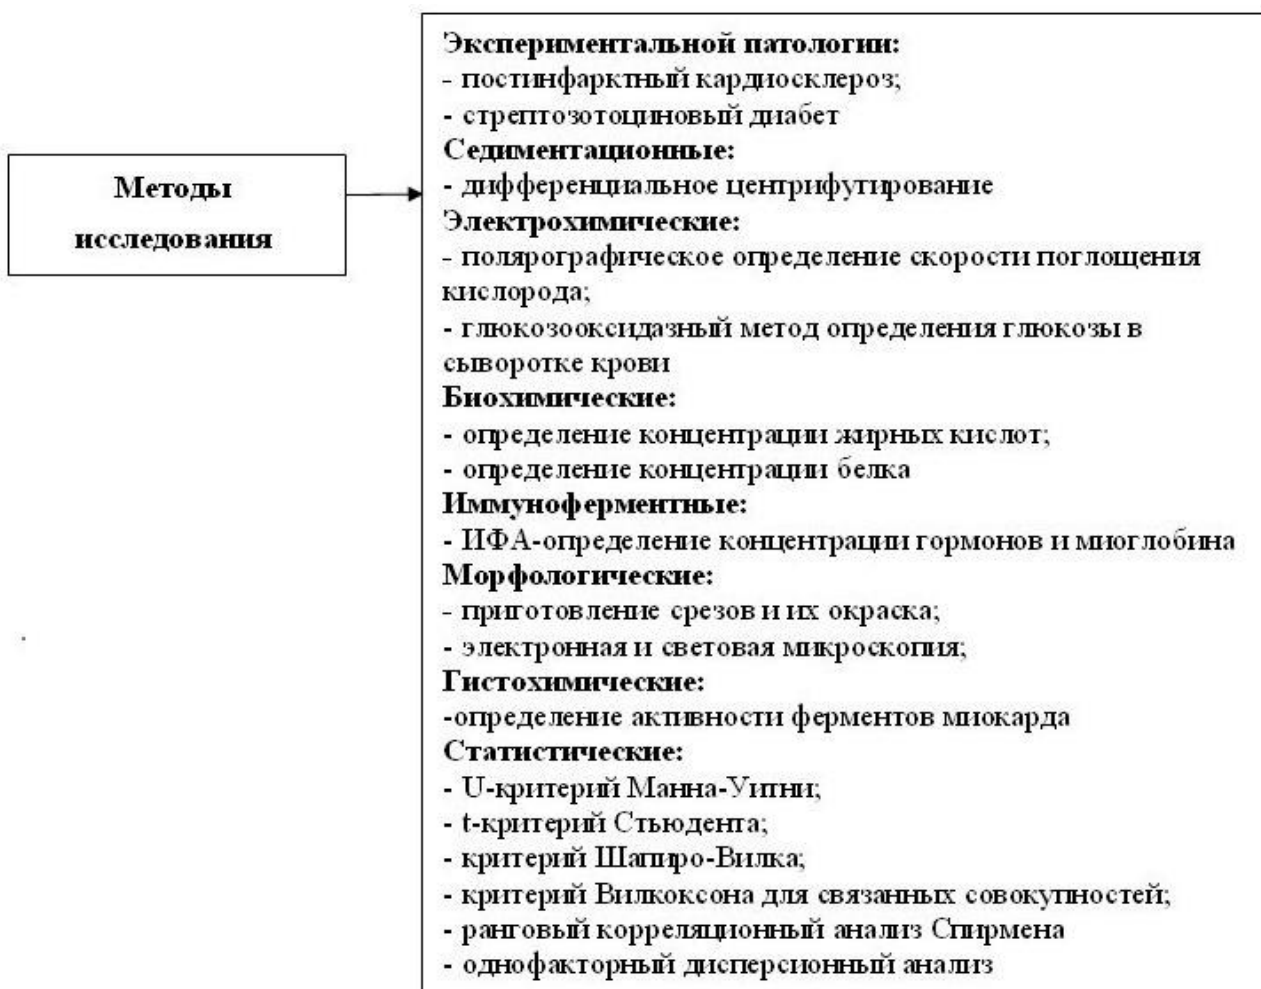 Методы
исследования
Экспериментальной патологии:
- постинфарктный кардиосклероз;
- стрептозотоциновый диабет
Седиментационные:
- дифференциальное центрифугирование
Электрохимические:
- полярографическое определение скорости поглощения
кислорода;
- глюкозооксидазный метод определения глюкозы в
сыворотке крови
Биохимические:
- определение концентрации жирных кислот;
- определение концентрации белка
Иммуноферментные:
- ИФА-определение концентрации гормонов и миоглобина
Морфологические:
- приготовление срезов и их окраска;
- электронная и световая микроскопия;
Гистохимические:
-определение активности ферментов миокарда
Статистические:
- U-критерий Манна-Уитни;
- t-критерий Стьюдента;
- критерий Шапиро-Вилка;
- критерий Вилкоксона для связанных совокупностей;
- ранговый корреляционный анализ Спирмена
- однофакторный дисперсионный анализ